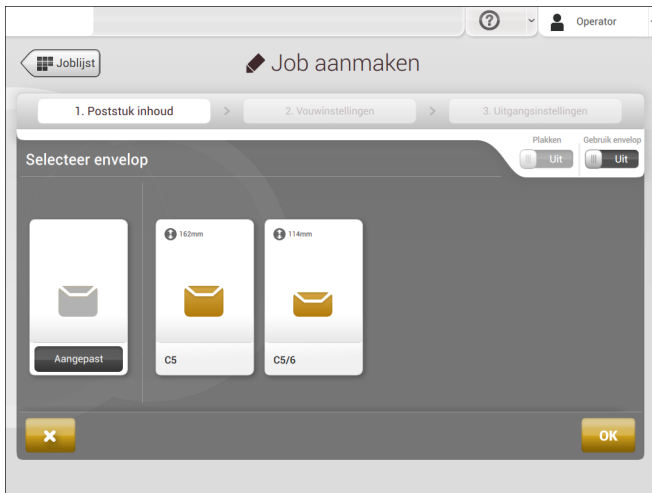 Operator
Joblijst
Job aanmaken
1. Poststuk inhoud > 2. Vouwinstellingen > 3. Uitgangsinstellingen
Plakken Gebruik envelop
Selecteer envelop Uit Uit
162mm 114mm
Aangepast C5 C5/6
OK